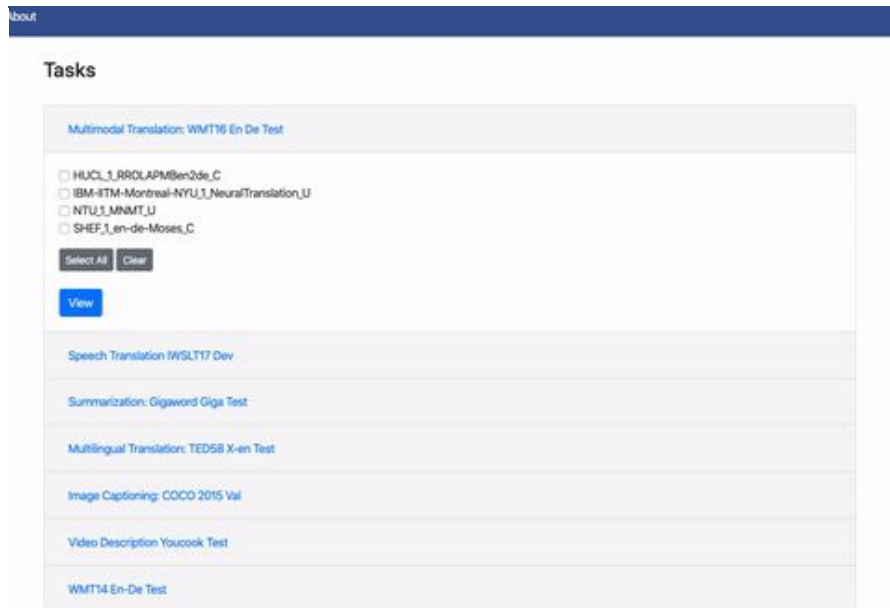 About
Tasks
Multimodal Translation: WMT16 En De Test
HUCL_1_RROLAPMBen2de_C
IBM-IITM-Montreal-NYU_1_NeuralTranslation_U
NTU_1_MNMT_U
SHEF_1_en-de-Moses_C
Select All Clear
View
Speech Translation IWSLT17 Dev
Summarization: Gigaword Giga Test
Multilingual Translation: TED58 X-en Test
Image Captioning: COCO 2015 Val
Video Description Youcook Test
WMT14 En-De Test